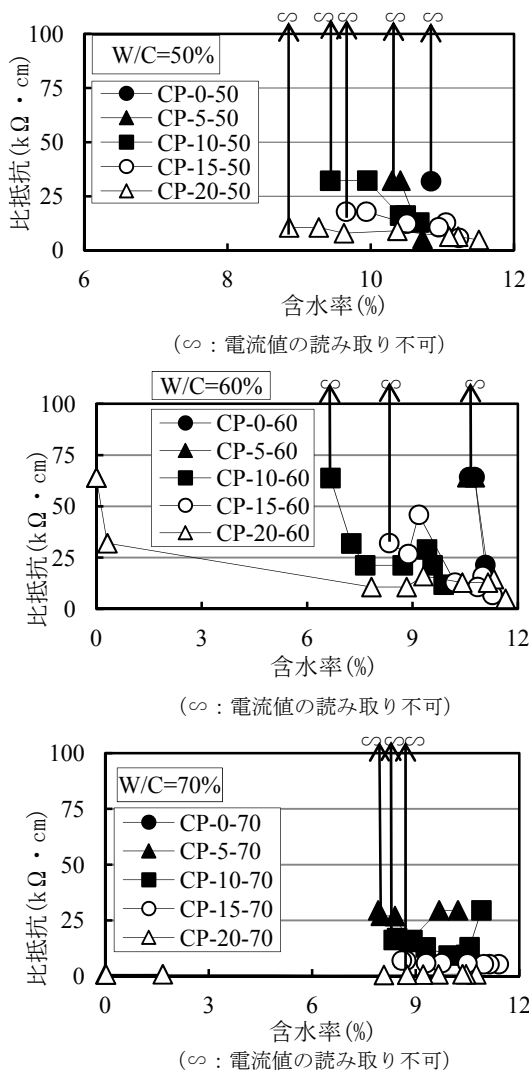 ∽ ∽ ∽ ∽ ∽
W/C=50%
CP-0-50
CP-5-50
CP-10-50
CP-15-50
CP-20-50
100
75
50
25
0
比抵抗(kΩ・cm)
6 8 10 12
含水率(%)
(∽：電流値の読み取り不可)
∽ ∽ ∽
W/C=60%
CP-0-60
CP-5-60
CP-10-60
CP-15-60
CP-20-60
100
75
50
25
0
比抵抗(kΩ・cm)
0 3 6 9 12
含水率(%)
(∽：電流値の読み取り不可)
∽ ∽ ∽
W/C=70%
CP-0-70
CP-5-70
CP-10-70
CP-15-70
CP-20-70
100
75
50
25
0
比抵抗(kΩ・cm)
0 3 6 9 12
含水率(%)
(∽：電流値の読み取り不可)